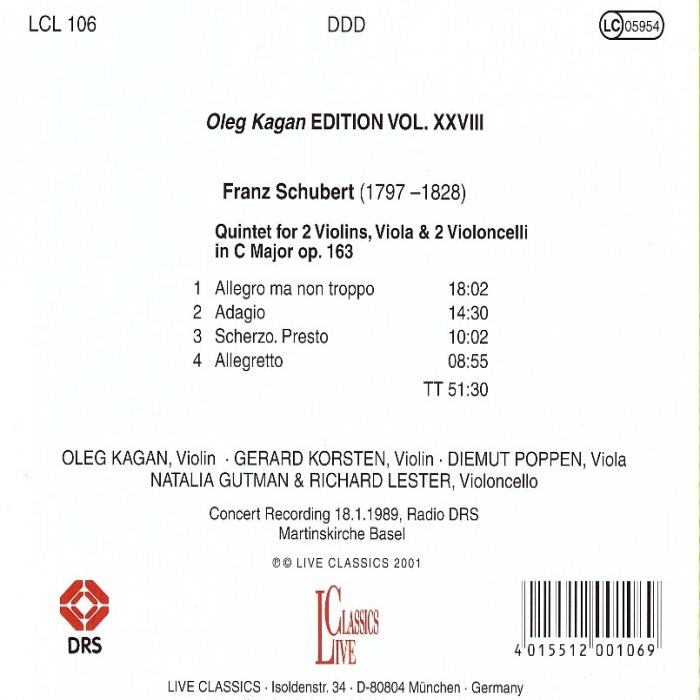 LCL 106 DDD LC 05954
Oleg Kagan EDITION VOL. XXVIII
Franz Schubert (1797 –1828)
Quintet for 2 Violins, Viola & 2 Violoncelli
in C Major op. 163
1 Allegro ma non troppo 18:02
2 Adagio 14:30
3 Scherzo. Presto 10:02
4 Allegretto 08:55
TT 51:30
OLEG KAGAN, Violin · GERARD KORSTEN, Violin · DIEMUT POPPEN, Viola
NATALIA GUTMAN & RICHARD LESTER, Violoncello
Concert Recording 18.1.1989, Radio DRS
Martinskirche Basel
℗© LIVE CLASSICS 2001
DRS
LIVE CLASSICS
4 015512 001069
LIVE CLASSICS · Isoldenstr. 34 · D-80804 München · Germany